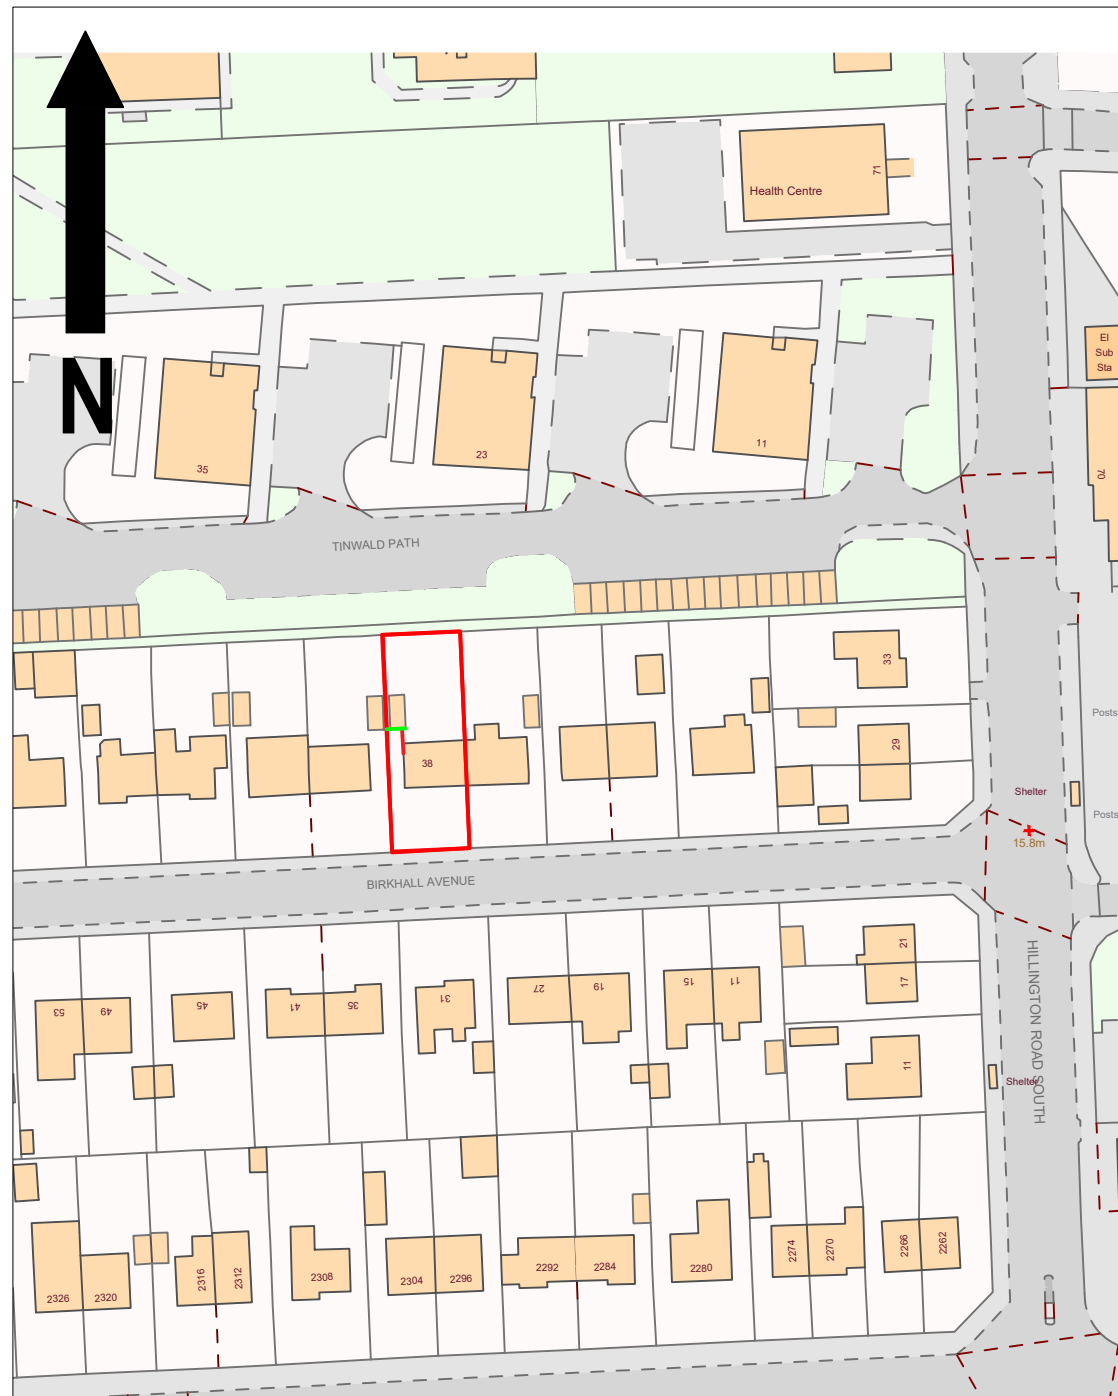 71
Health Centre
El
Sub
Sta
N
35
23
11
70
TINWALD PATH
33
29
38
Posts
Shelter
Posts
15.8m
BIRKHALL AVENUE
HILLINGTON ROAD SOUTH
53
49
45
41
35
31
27
19
15
11
21
17
11
Shelter
2326
2320
2316
2312
2308
2304
2296
2292
2284
2280
2274
2270
2266
2262